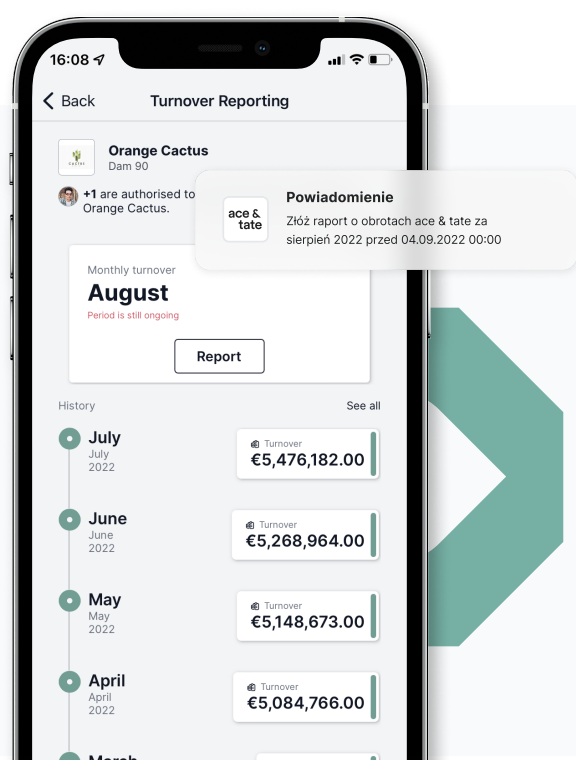 16:08
Back
Turnover Reporting
CACTUS
Orange Cactus
Dam 90
+1 are authorised to
Orange Cactus.
ace &
tate
Powiadomienie
Złóż raport o obrotach ace & tate za
sierpień 2022 przed 04.09.2022 00:00
Monthly turnover
August
Period is still ongoing
Report
History
See all
July
July
2022
Turnover
€5,476,182.00
June
June
2022
Turnover
€5,268,964.00
May
May
2022
Turnover
€5,148,673.00
April
April
2022
Turnover
€5,084,766.00
March